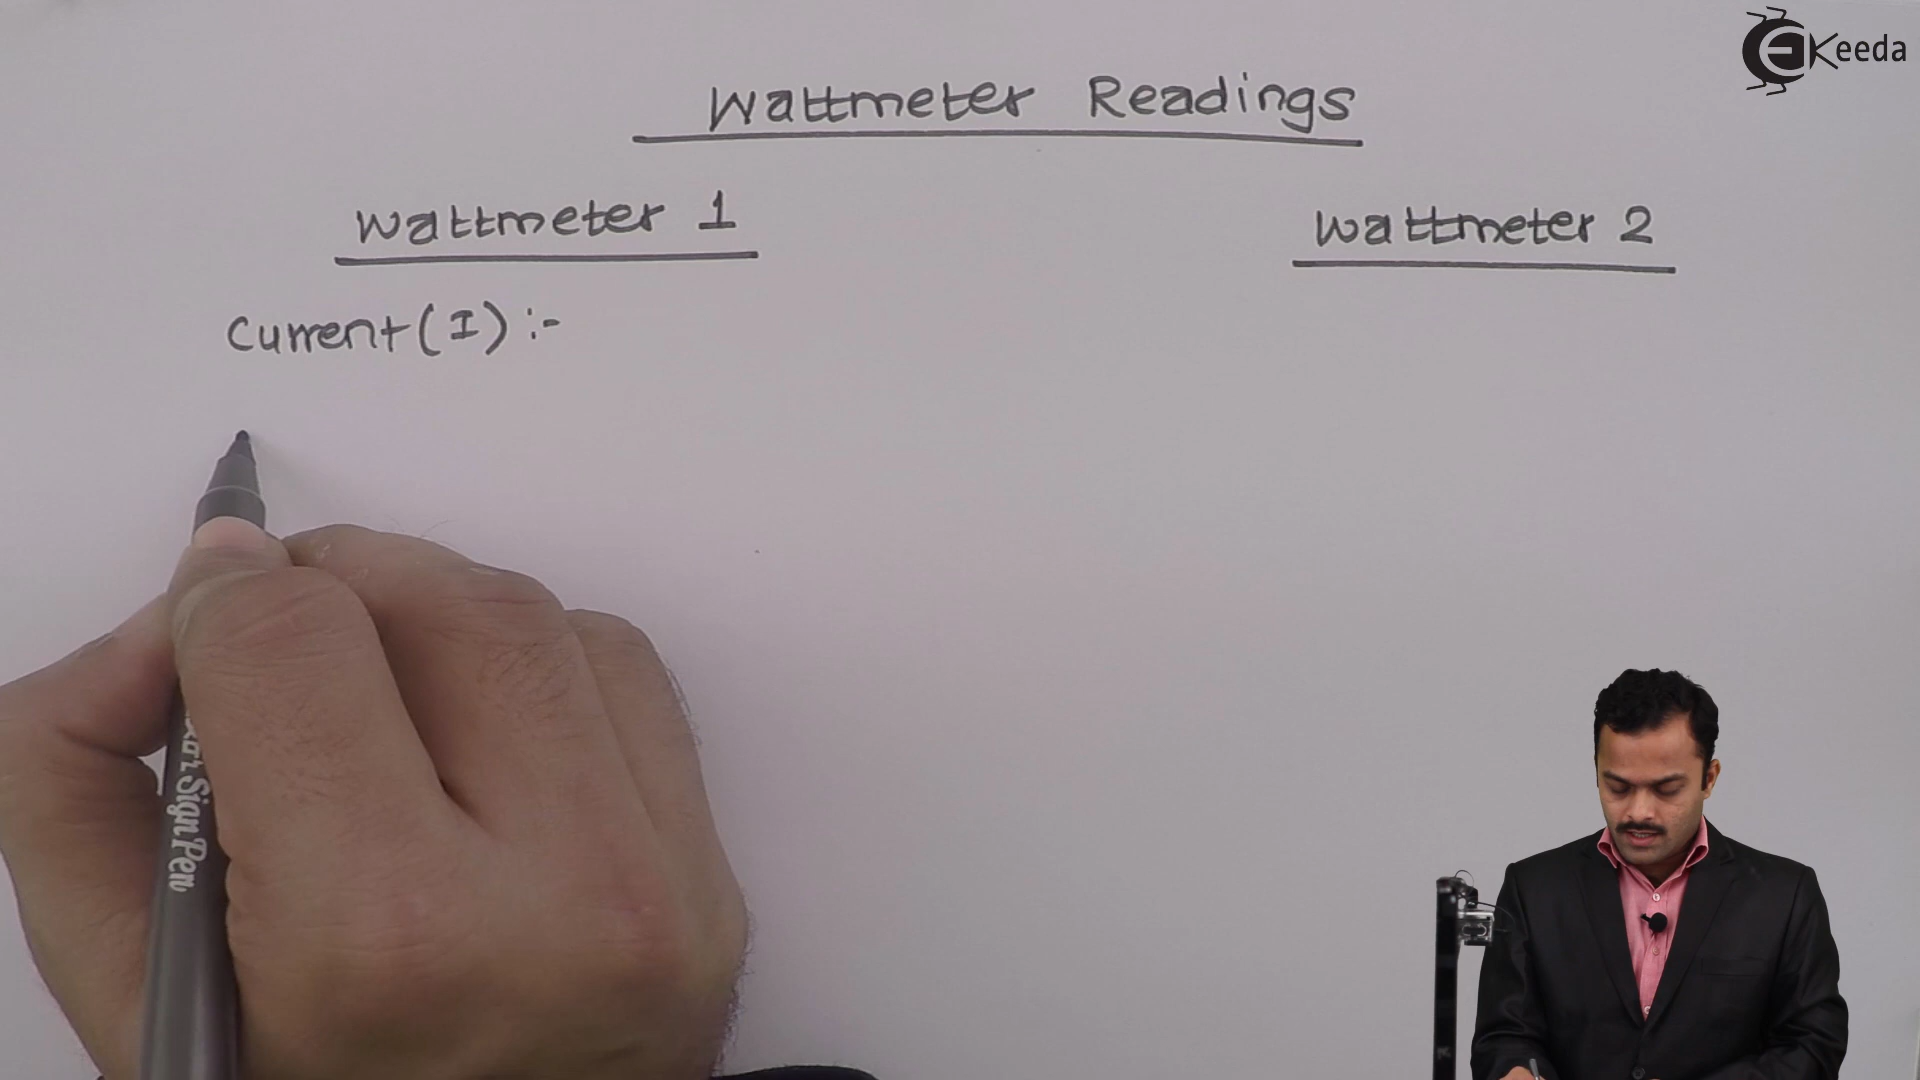 Keeda
Wattmeter Readings
Wattmeter 1
Wattmeter 2
Current (I) :-
Sign Pen